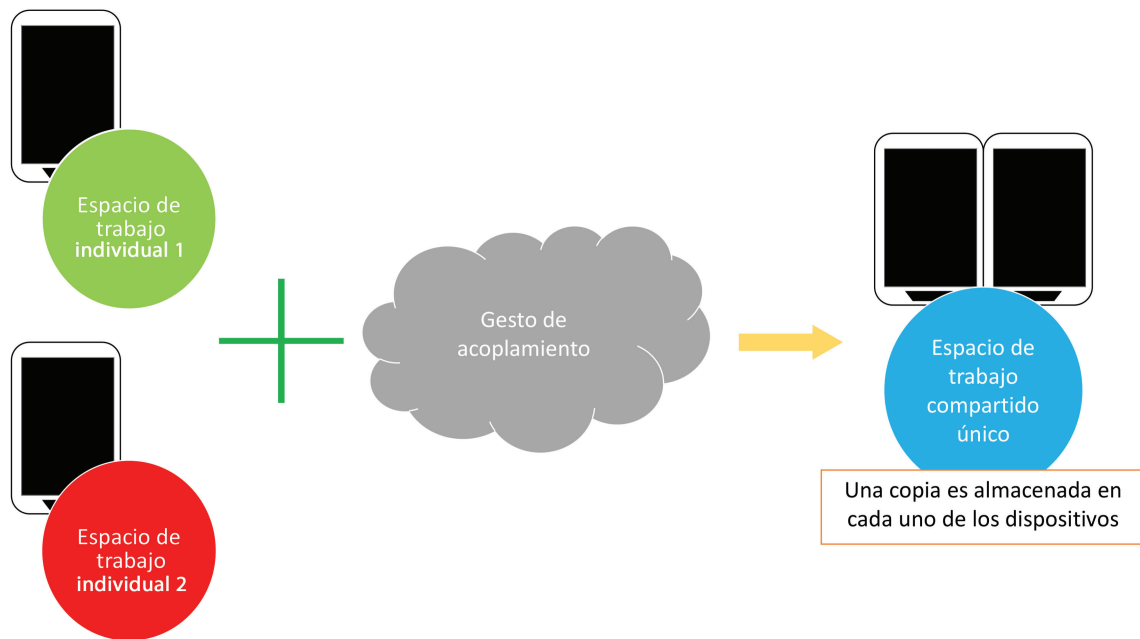 Espacio de
trabajo
individual 1
Espacio de
trabajo
individual 2
Gesto de
acoplamiento
Espacio de
trabajo
compartido
único
Una copia es almacenada en
cada uno de los dispositivos